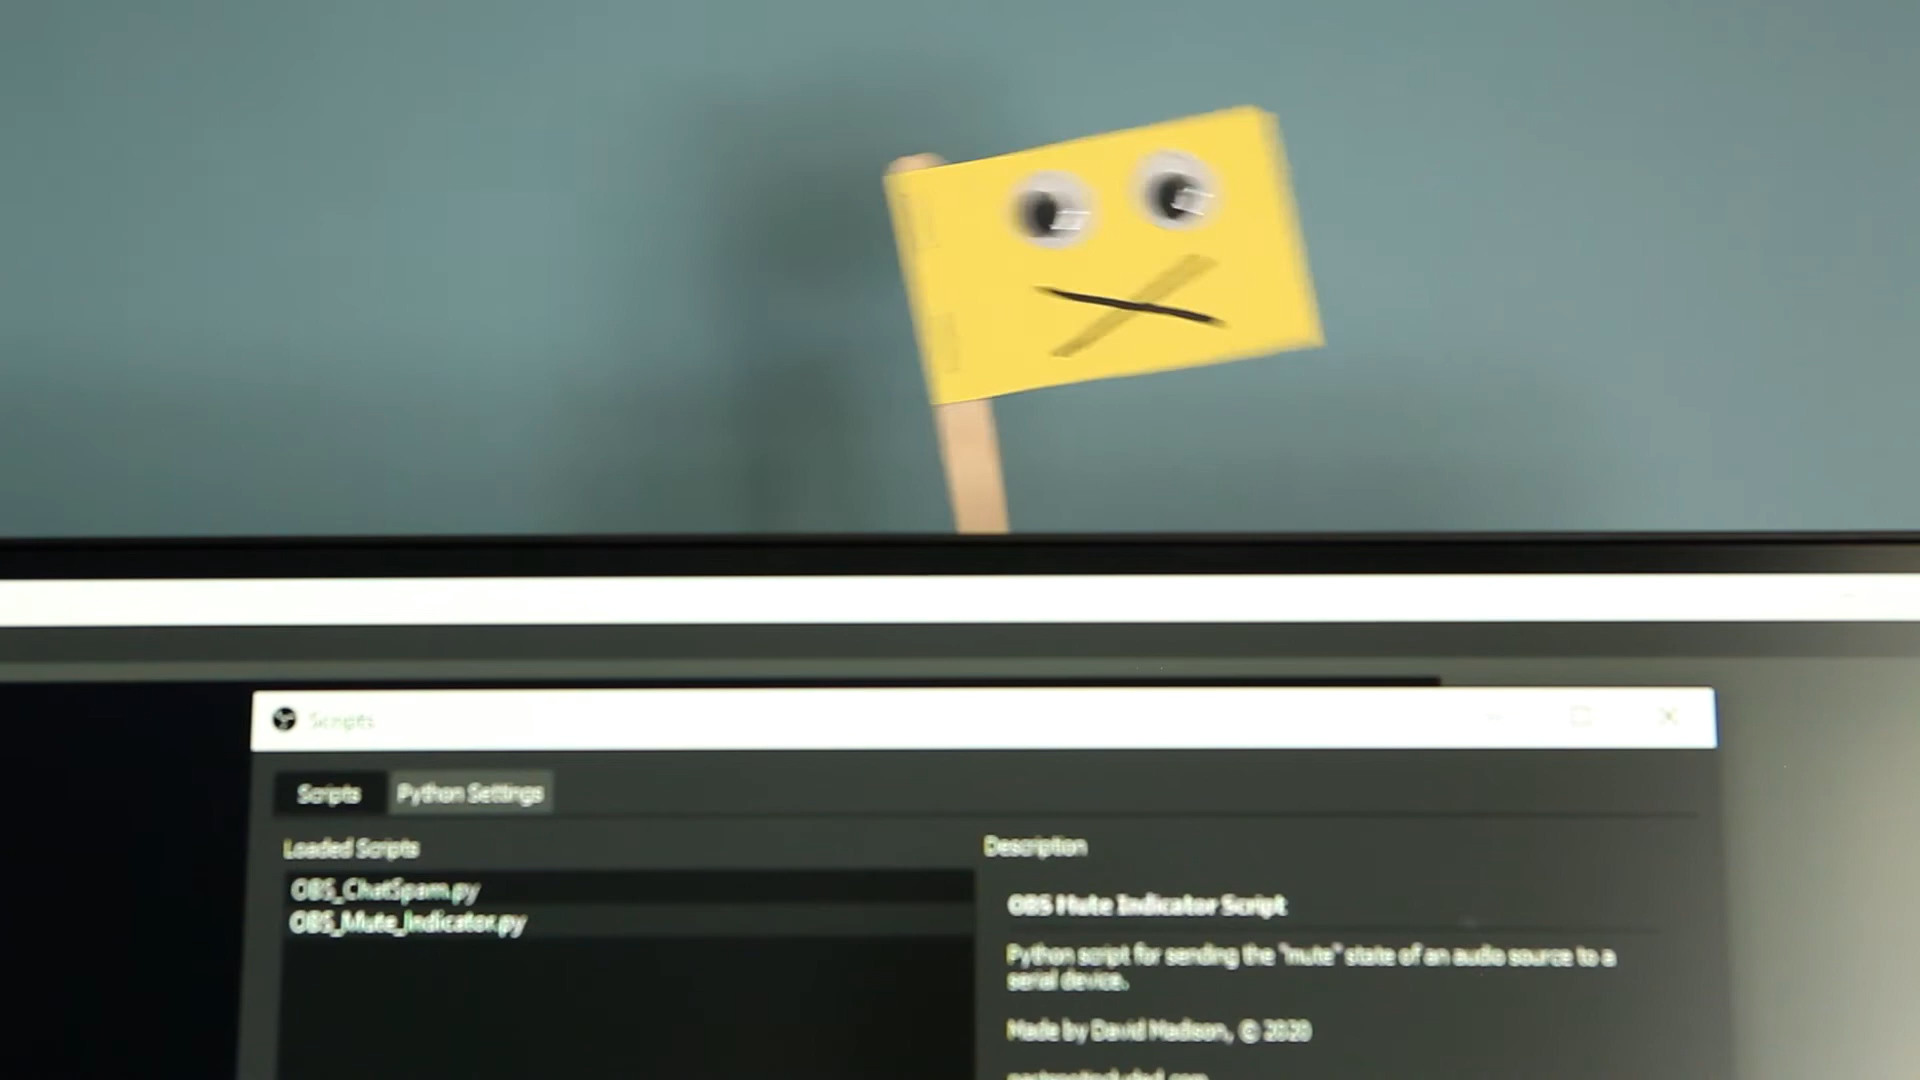 Scripts
Scripts
Python Settings
Loaded Scripts
OBS_ChatSpam.py
OBS_Mute_Indicator.py
Description
OBS Mute Indicator Script
Python script for sending the "mute" state of an audio source to a
serial device.
Made by David Madison, © 2020